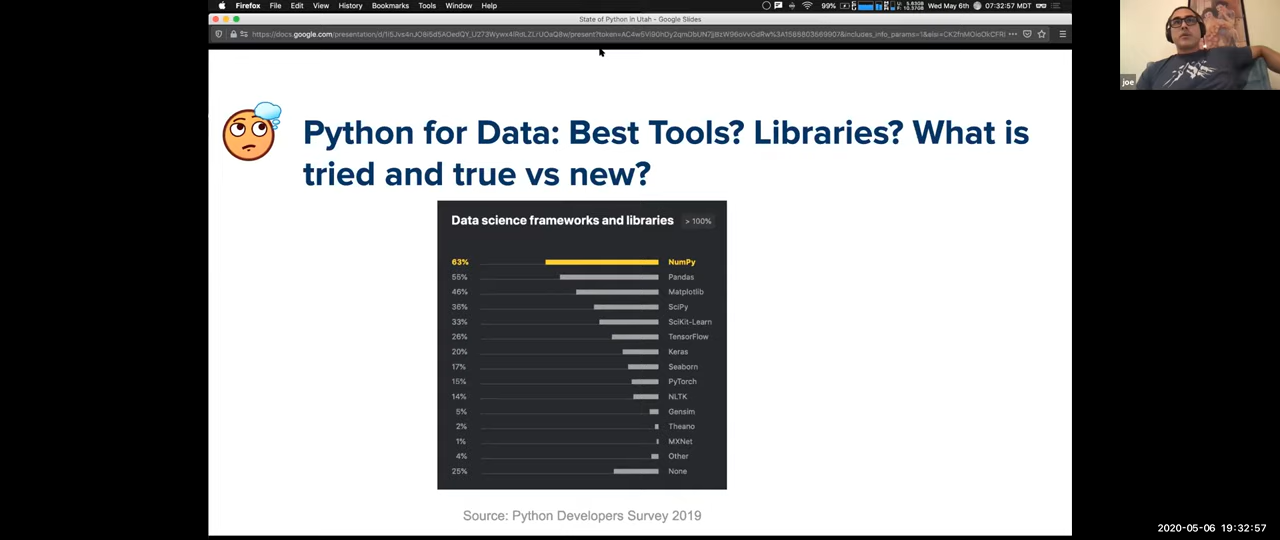 Firefox File Edit View History Bookmarks Tools Window Help
99% Wed May 6th 07:32:57 MDT
State of Python in Utah - Google Slides
Python for Data: Best Tools? Libraries? What is
tried and true vs new?
Data science frameworks and libraries > 100%
63% NumPy
55% Pandas
46% Matplotlib
36% SciPy
33% SciKit-Learn
26% TensorFlow
20% Keras
17% Seaborn
15% PyTorch
14% NLTK
5% Gensim
2% Theano
1% MXNet
4% Other
25% None
Source: Python Developers Survey 2019
joe
2020-05-06 19:32:57